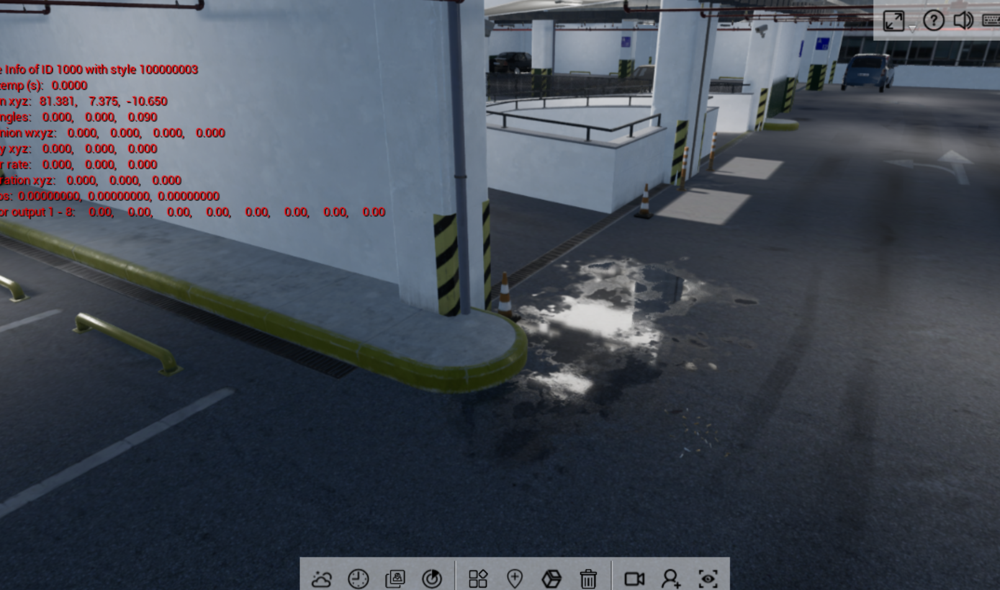 e Info of ID 1000 with style 100000003
temp (s): 0.0000
n xyz: 81.381, 7.375, -10.650
ngles: 0.000, 0.000, 0.090
nion wxyz: 0.000, 0.000, 0.000, 0.000
y xyz: 0.000, 0.000, 0.000
r rate: 0.000, 0.000, 0.000
ration xyz: 0.000, 0.000, 0.000
os: 0.00000000, 0.00000000, 0.00000000
or output 1 - 8: 0.00, 0.00, 0.00, 0.00, 0.00, 0.00, 0.00, 0.00